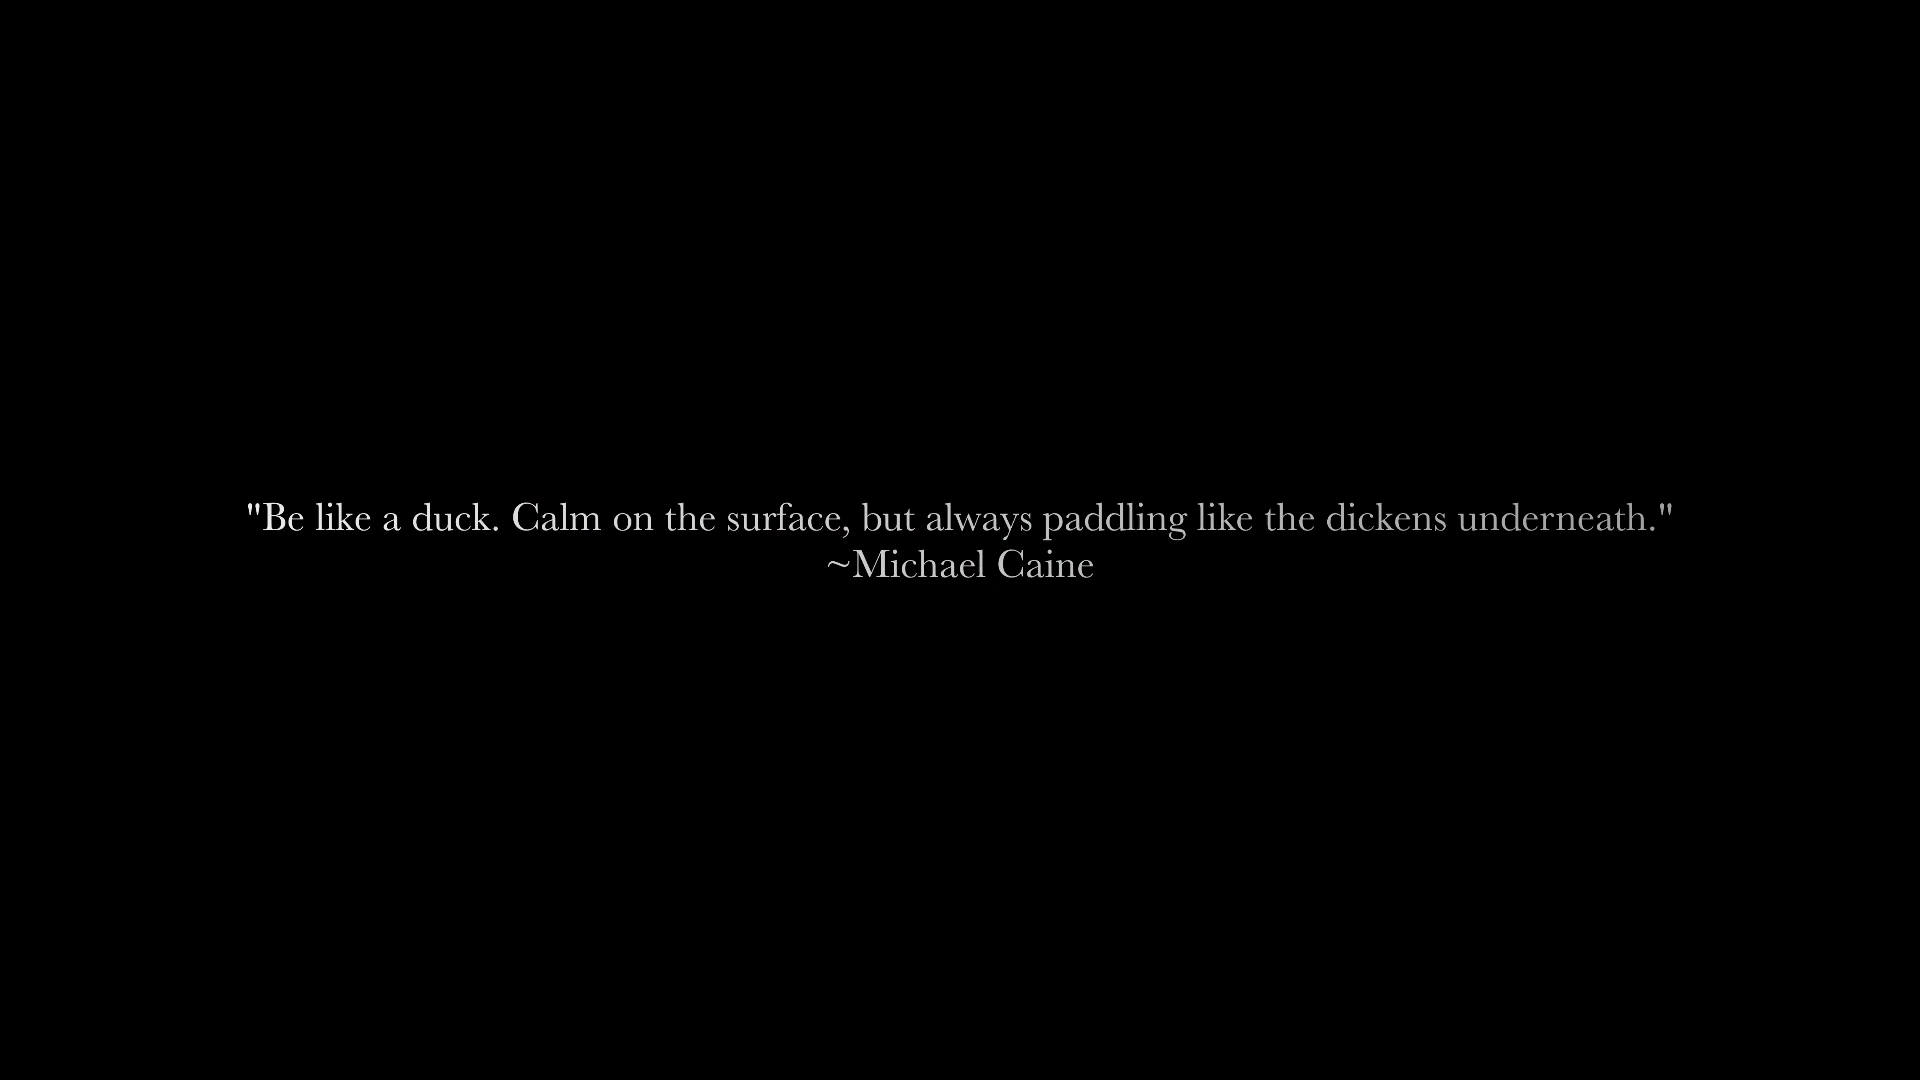 "Be like a duck. Calm on the surface, but always paddling like the dickens underneath."
~Michael Caine